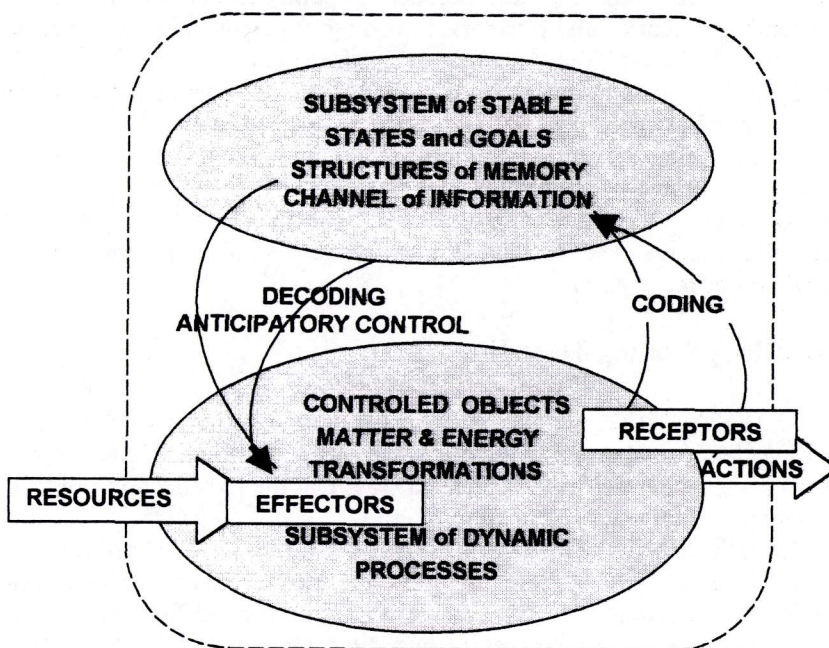 SUBSYSTEM of STABLE
STATES and GOALS
STRUCTURES of MEMORY
CHANNEL of INFORMATION
DECODING
ANTICIPATORY CONTROL
CODING
CONTROLED OBJECTS
MATTER & ENERGY
TRANSFORMATIONS
RECEPTORS
ACTIONS
RESOURCES
EFFECTORS
SUBSYSTEM of DYNAMIC
PROCESSES